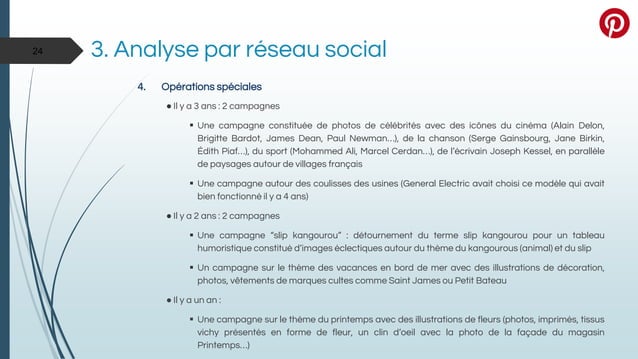 24
3. Analyse par réseau social
4. Opérations spéciales
● Il y a 3 ans : 2 campagnes
▪ Une campagne constituée de photos de célébrités avec des icônes du cinéma (Alain Delon,
Brigitte Bardot, James Dean, Paul Newman…), de la chanson (Serge Gainsbourg, Jane Birkin,
Édith Piaf…), du sport (Mohammed Ali, Marcel Cerdan…), de l'écrivain Joseph Kessel, en parallèle
de paysages autour de villages français
▪ Une campagne autour des coulisses des usines (General Electric avait choisi ce modèle qui avait
bien fonctionné il y a 4 ans)
● Il y a 2 ans : 2 campagnes
▪ Une campagne "slip kangourou" : détournement du terme slip kangourou pour un tableau
humoristique constitué d'images éclectiques autour du thème du kangourous (animal) et du slip
▪ Un campagne sur le thème des vacances en bord de mer avec des illustrations de décoration,
photos, vêtements de marques cultes comme Saint James ou Petit Bateau
● Il y a un an :
▪ Une campagne sur le thème du printemps avec des illustrations de fleurs (photos, imprimés, tissus
vichy présentés en forme de fleur, un clin d'oeil avec la photo de la façade du magasin
Printemps…)